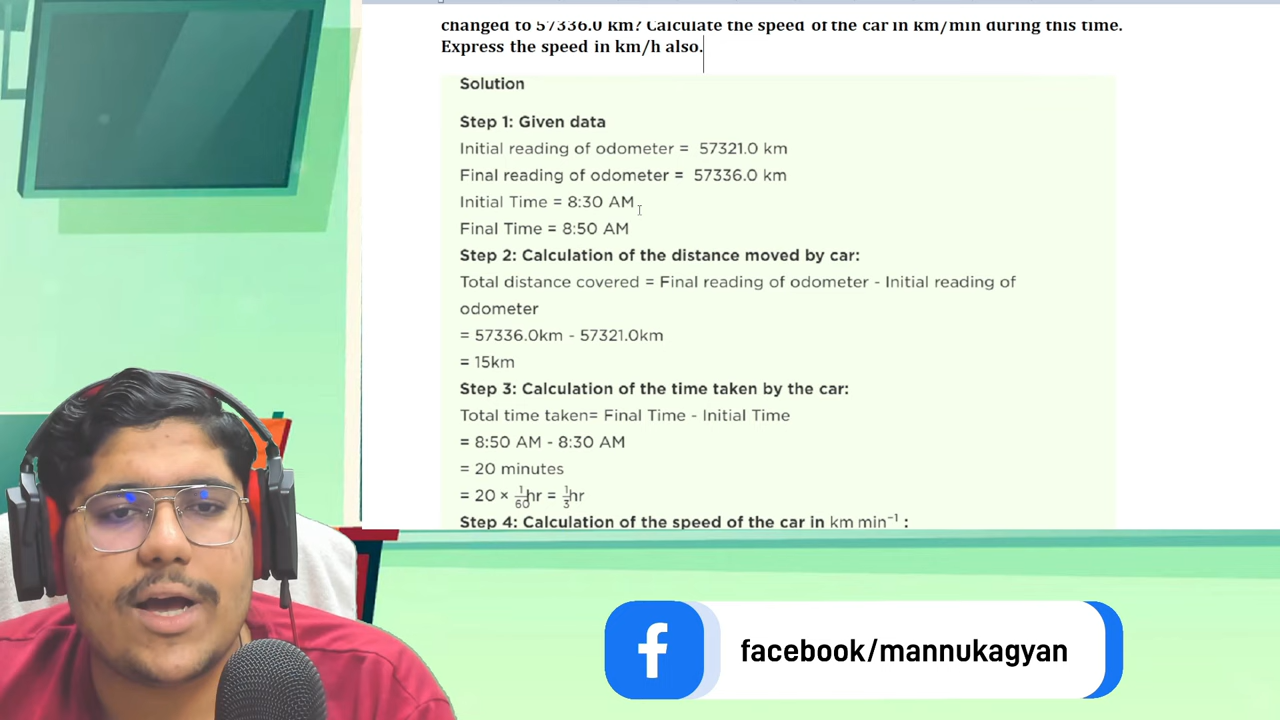 changed to 57336.0 km? Calculate the speed of the car in km/min during this time.
Express the speed in km/h also.
Solution
Step 1: Given data
Initial reading of odometer = 57321.0 km
Final reading of odometer = 57336.0 km
Initial Time = 8:30 AM
Final Time = 8:50 AM
Step 2: Calculation of the distance moved by car:
Total distance covered = Final reading of odometer - Initial reading of
odometer
= 57336.0km - 57321.0km
= 15km
Step 3: Calculation of the time taken by the car:
Total time taken= Final Time - Initial Time
= 8:50 AM - 8:30 AM
= 20 minutes
= 20 × 1/60hr = 1/3hr
Step 4: Calculation of the speed of the car in km min⁻¹ :
facebook/mannukagyan